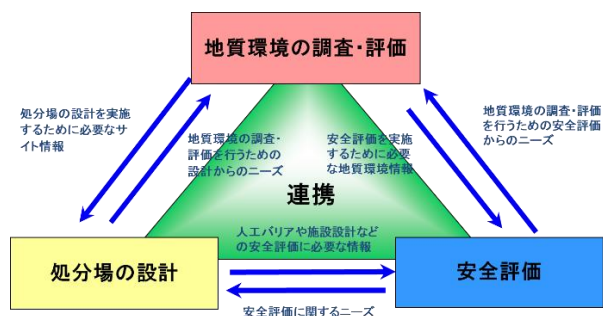 地質環境の調査・評価
処分場の設計を実施
するために必要なサ
イト情報
地質環境の調査・
評価を行うための
設計からのニーズ
安全評価を実施
するために必要
な地質環境情報
地質環境の調査・評価
を行うための安全評価
からのニーズ
連携
人工バリアや施設設計など
の安全評価に必要な情報
処分場の設計
安全評価
安全評価に関するニーズ